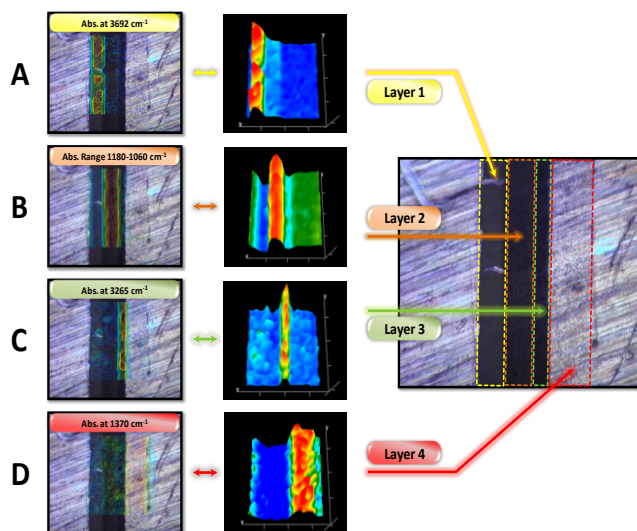 A
Abs. at 3692 cm⁻¹
Layer 1
B
Abs. Range 1180-1060 cm⁻¹
Layer 2
C
Abs. at 3265 cm⁻¹
Layer 3
D
Abs. at 1370 cm⁻¹
Layer 4